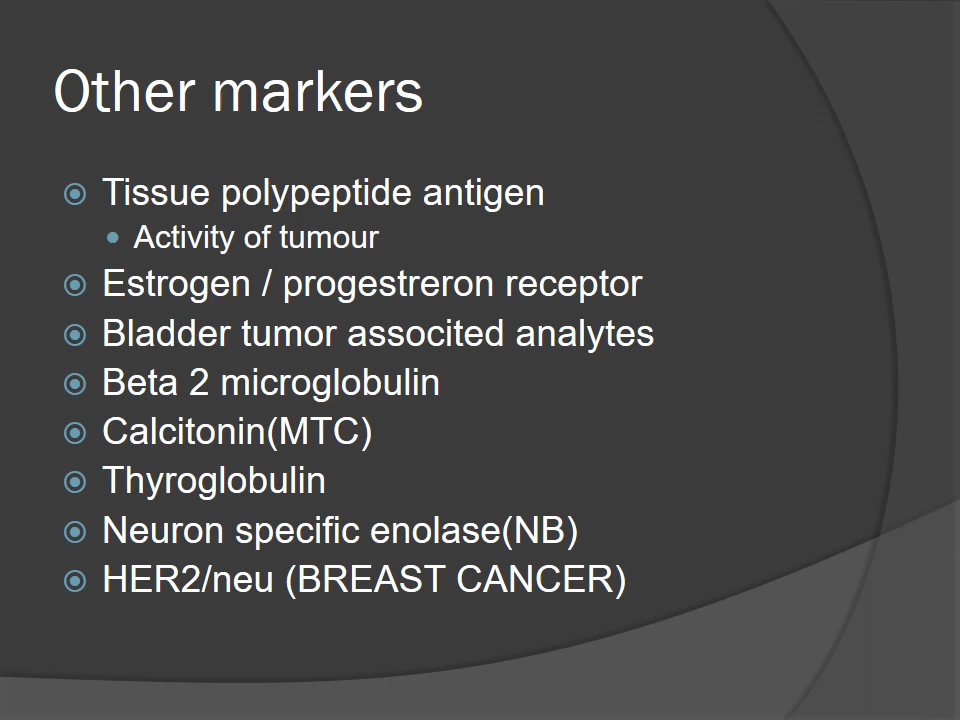 Other markers
Tissue polypeptide antigen
Activity of tumour
Estrogen / progestreron receptor
Bladder tumor associted analytes
Beta 2 microglobulin
Calcitonin(MTC)
Thyroglobulin
Neuron specific enolase(NB)
HER2/neu (BREAST CANCER)